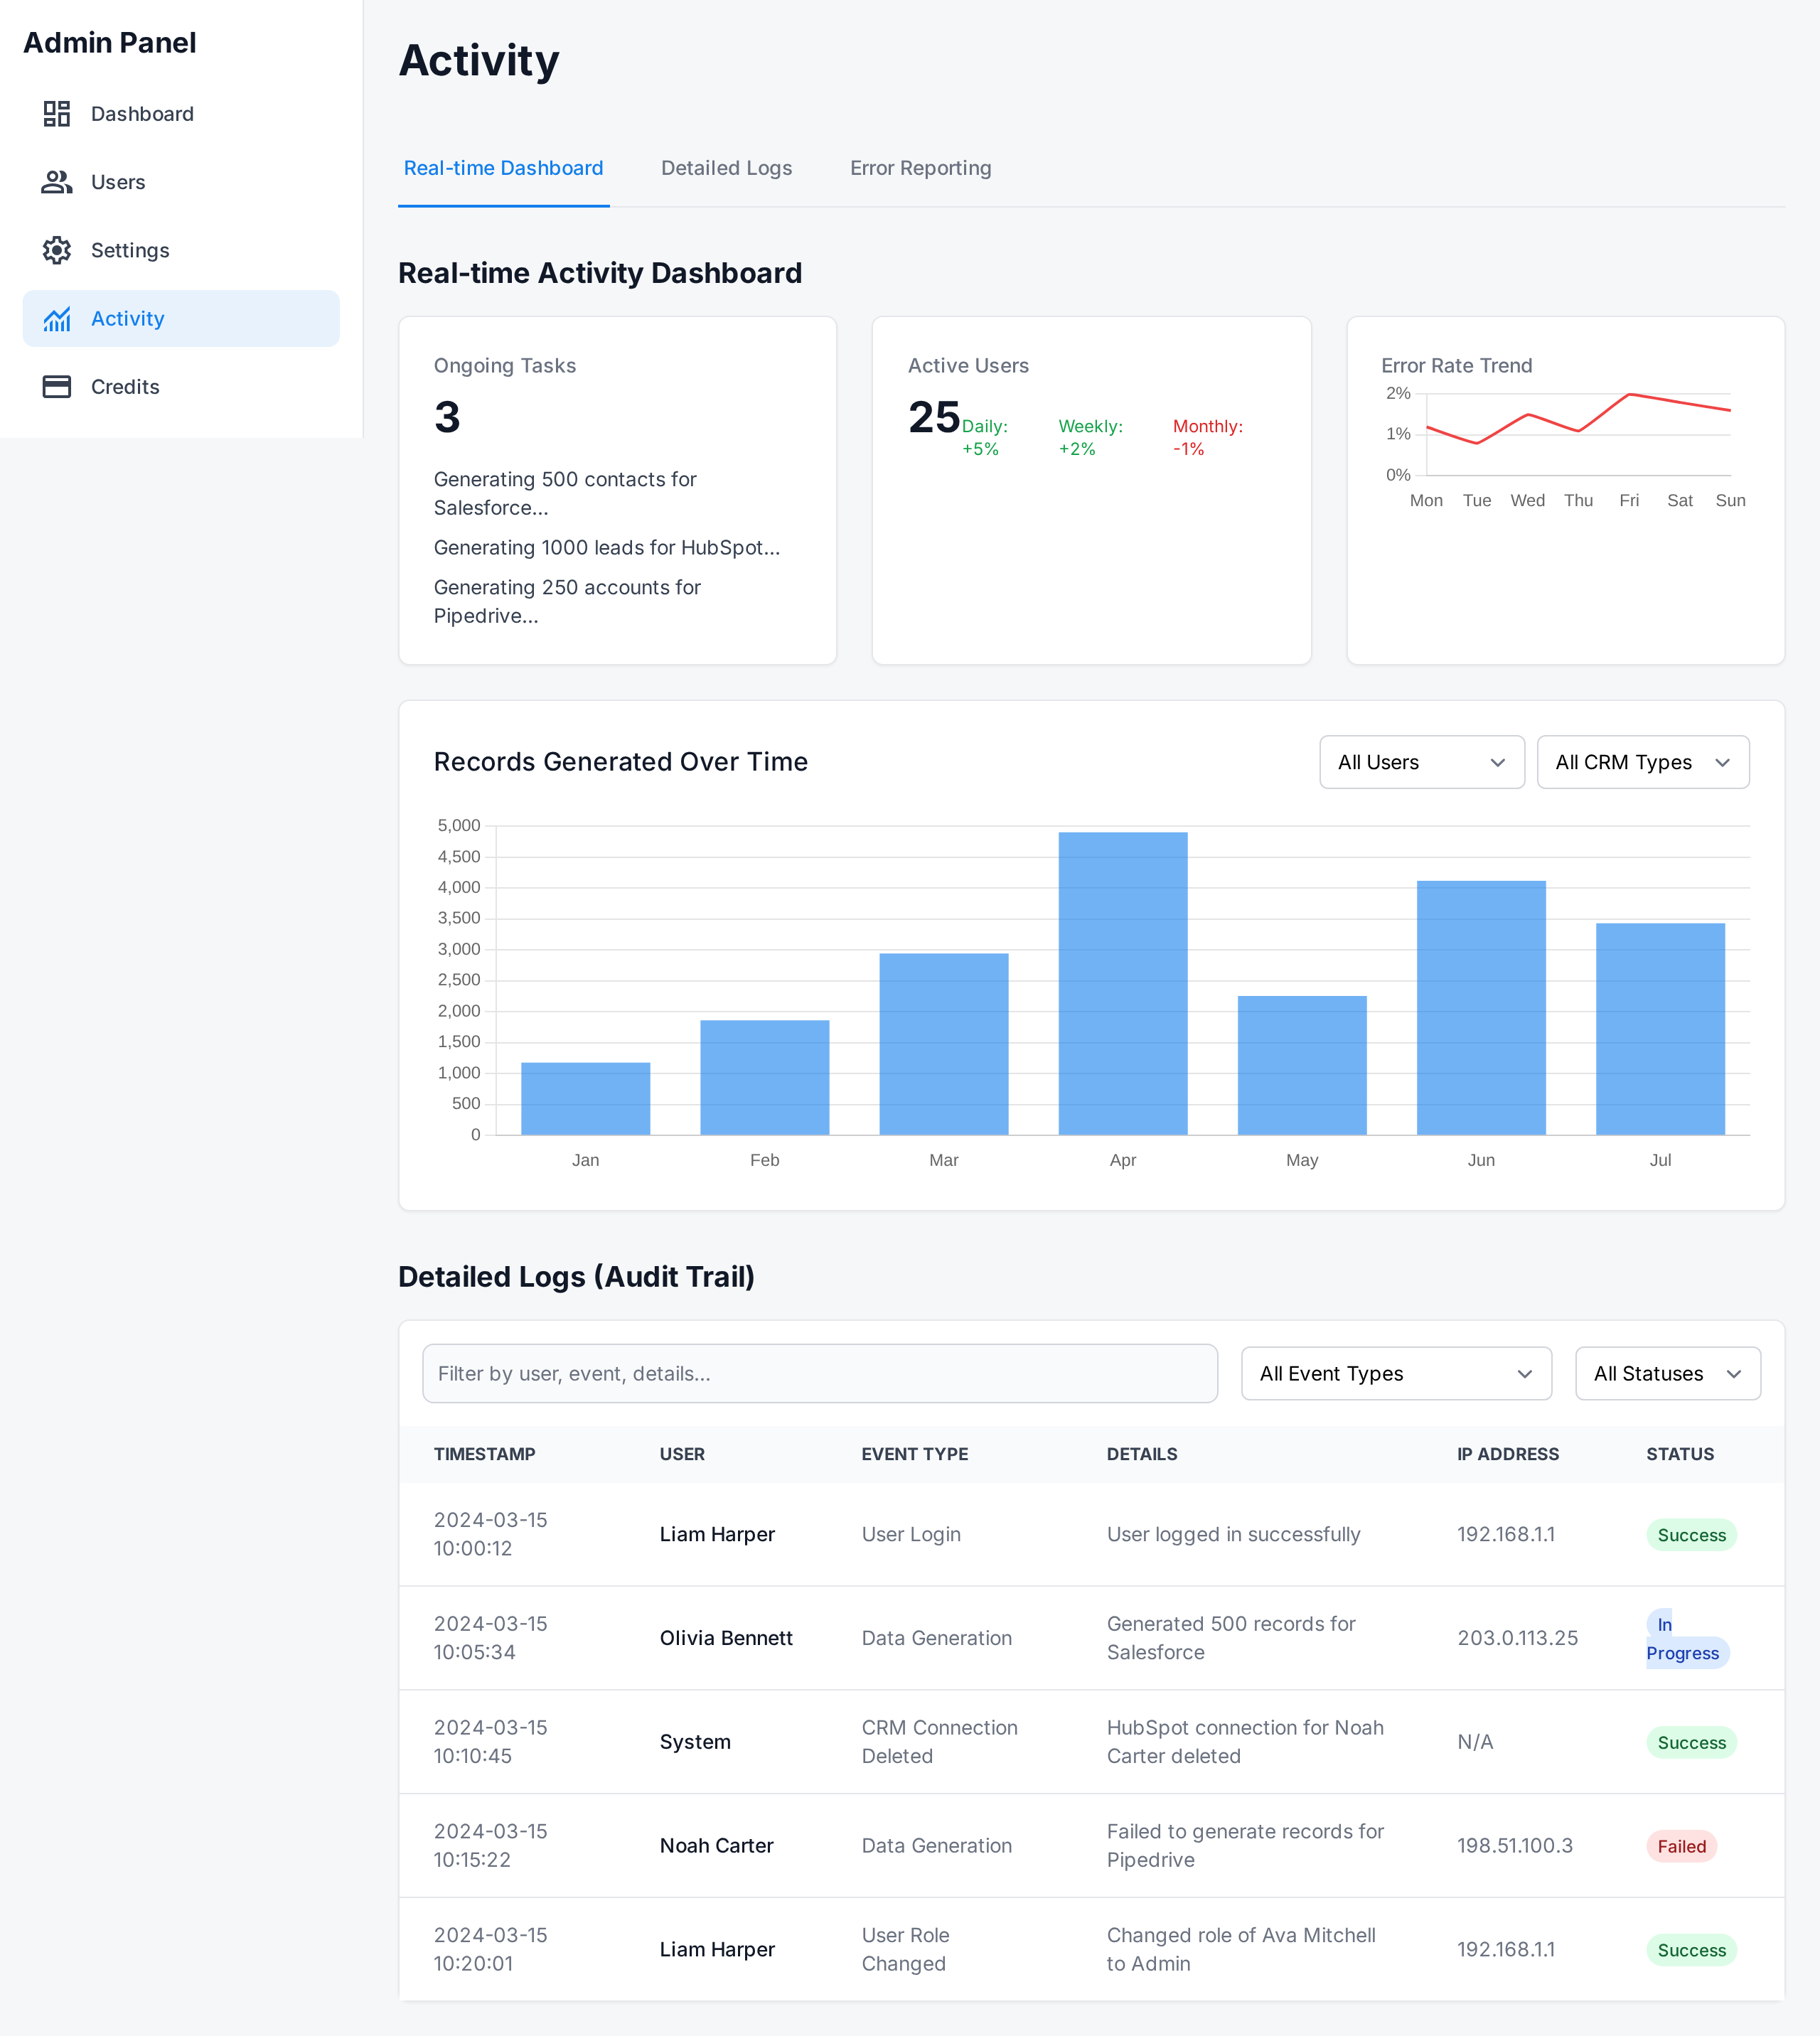 Admin Panel
Dashboard
Users
Settings
Activity
Credits
Activity
Real-time Dashboard
Detailed Logs
Error Reporting
Real-time Activity Dashboard
Ongoing Tasks
3
Generating 500 contacts for
Salesforce...
Generating 1000 leads for HubSpot...
Generating 250 accounts for
Pipedrive...
Active Users
25
Daily:
+5%
Weekly:
+2%
Monthly:
-1%
Error Rate Trend
2%
1%
0%
Mon Tue Wed Thu Fri Sat Sun
Records Generated Over Time
All Users
All CRM Types
5,000
4,500
4,000
3,500
3,000
2,500
2,000
1,500
1,000
500
0
Jan Feb Mar Apr May Jun Jul
Detailed Logs (Audit Trail)
Filter by user, event, details...
All Event Types
All Statuses
TIMESTAMP USER EVENT TYPE DETAILS IP ADDRESS STATUS
2024-03-15
10:00:12
Liam Harper
User Login
User logged in successfully
192.168.1.1
Success
2024-03-15
10:05:34
Olivia Bennett
Data Generation
Generated 500 records for
Salesforce
203.0.113.25
In
Progress
2024-03-15
10:10:45
System
CRM Connection
Deleted
HubSpot connection for Noah
Carter deleted
N/A
Success
2024-03-15
10:15:22
Noah Carter
Data Generation
Failed to generate records for
Pipedrive
198.51.100.3
Failed
2024-03-15
10:20:01
Liam Harper
User Role
Changed
Changed role of Ava Mitchell
to Admin
192.168.1.1
Success